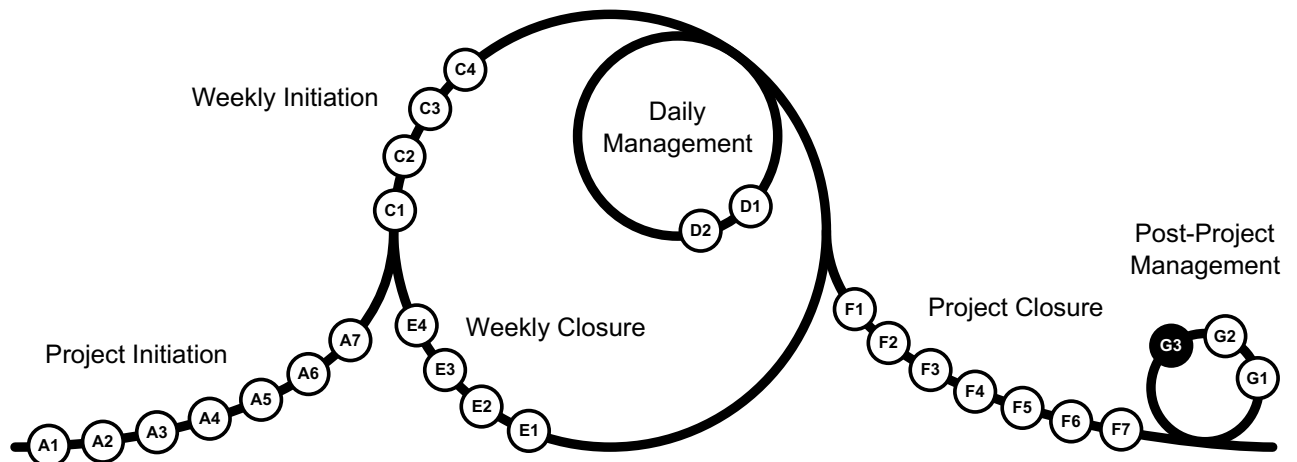 Project Initiation
A1
A2
A3
A4
A5
A6
A7
Weekly Initiation
C1
C2
C3
C4
Daily
Management
D1
D2
Weekly Closure
E1
E2
E3
E4
Project Closure
F1
F2
F3
F4
F5
F6
F7
Post-Project
Management
G1
G2
G3